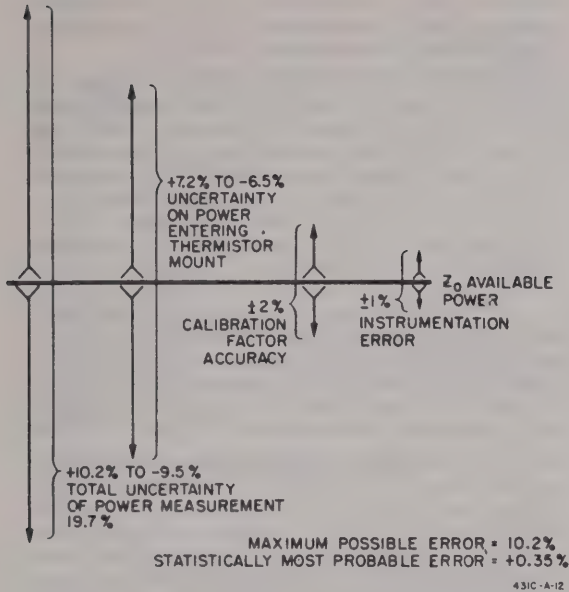 +7.2% TO -6.5%
UNCERTAINTY
ON POWER
ENTERING
THERMISTOR
MOUNT
±2%
CALIBRATION
FACTOR
ACCURACY
±1%
INSTRUMENTATION
ERROR
Z₀ AVAILABLE
POWER
+10.2% TO -9.5%
TOTAL UNCERTAINTY
OF POWER MEASUREMENT
19.7%
MAXIMUM POSSIBLE ERROR = 10.2%
STATISTICALLY MOST PROBABLE ERROR = +0.35%
431C-A-12